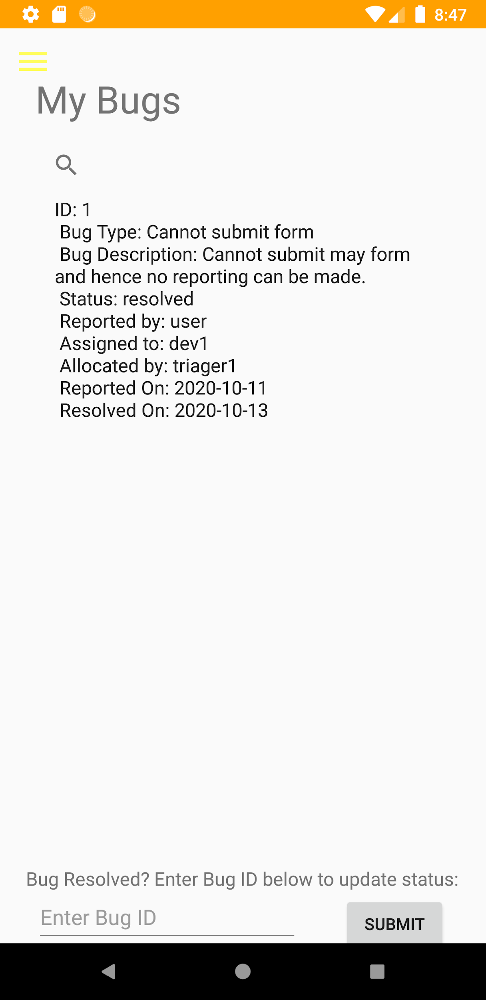 8:47
My Bugs
ID: 1
Bug Type: Cannot submit form
Bug Description: Cannot submit may form
and hence no reporting can be made.
Status: resolved
Reported by: user
Assigned to: dev1
Allocated by: triager1
Reported On: 2020-10-11
Resolved On: 2020-10-13
Bug Resolved? Enter Bug ID below to update status:
Enter Bug ID
SUBMIT